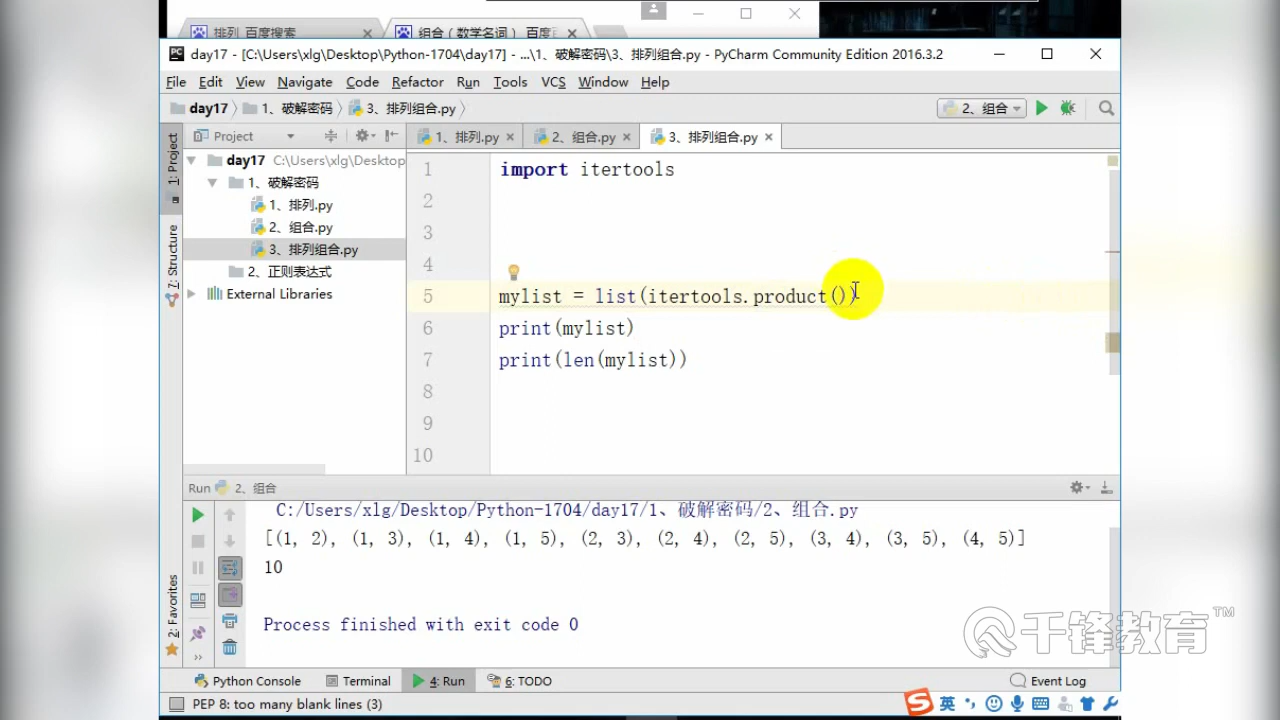 排列_百度搜索
组合（数学名词）_百度
day17 - [C:\Users\xlg\Desktop\Python-1704\day17] - ...\1、破解密码\3、排列组合.py - PyCharm Community Edition 2016.3.2
File Edit View Navigate Code Refactor Run Tools VCS Window Help
day17 1、破解密码 3、排列组合.py 2、组合
Project 1、排列.py 2、组合.py 3、排列组合.py
1: Project
7: Structure
2: Favorites
day17 C:\Users\xlg\Desktop
1、破解密码
1、排列.py
2、组合.py
3、排列组合.py
2、正则表达式
External Libraries
1 import itertools
2
3
4
5 mylist = list(itertools.product())
6 print(mylist)
7 print(len(mylist))
8
9
10
Run 2、组合
C:/Users/xlg/Desktop/Python-1704/day17/1、破解密码/2、组合.py
[(1, 2), (1, 3), (1, 4), (1, 5), (2, 3), (2, 4), (2, 5), (3, 4), (3, 5), (4, 5)]
10
Process finished with exit code 0
千锋教育™
Python Console Terminal 4: Run 6: TODO Event Log
PEP 8: too many blank lines (3)
英